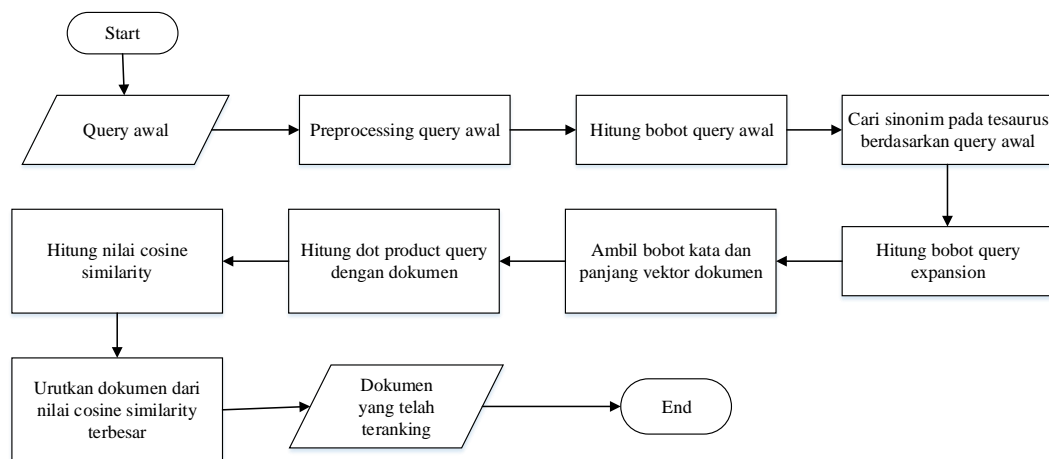 Start
Query awal
Preprocessing query awal
Hitung bobot query awal
Cari sinonim pada tesaurus
berdasarkan query awal
Hitung bobot query
expansion
Ambil bobot kata dan
panjang vektor dokumen
Hitung dot product query
dengan dokumen
Hitung nilai cosine
similarity
Urutkan dokumen dari
nilai cosine similarity
terbesar
Dokumen
yang telah
teranking
End